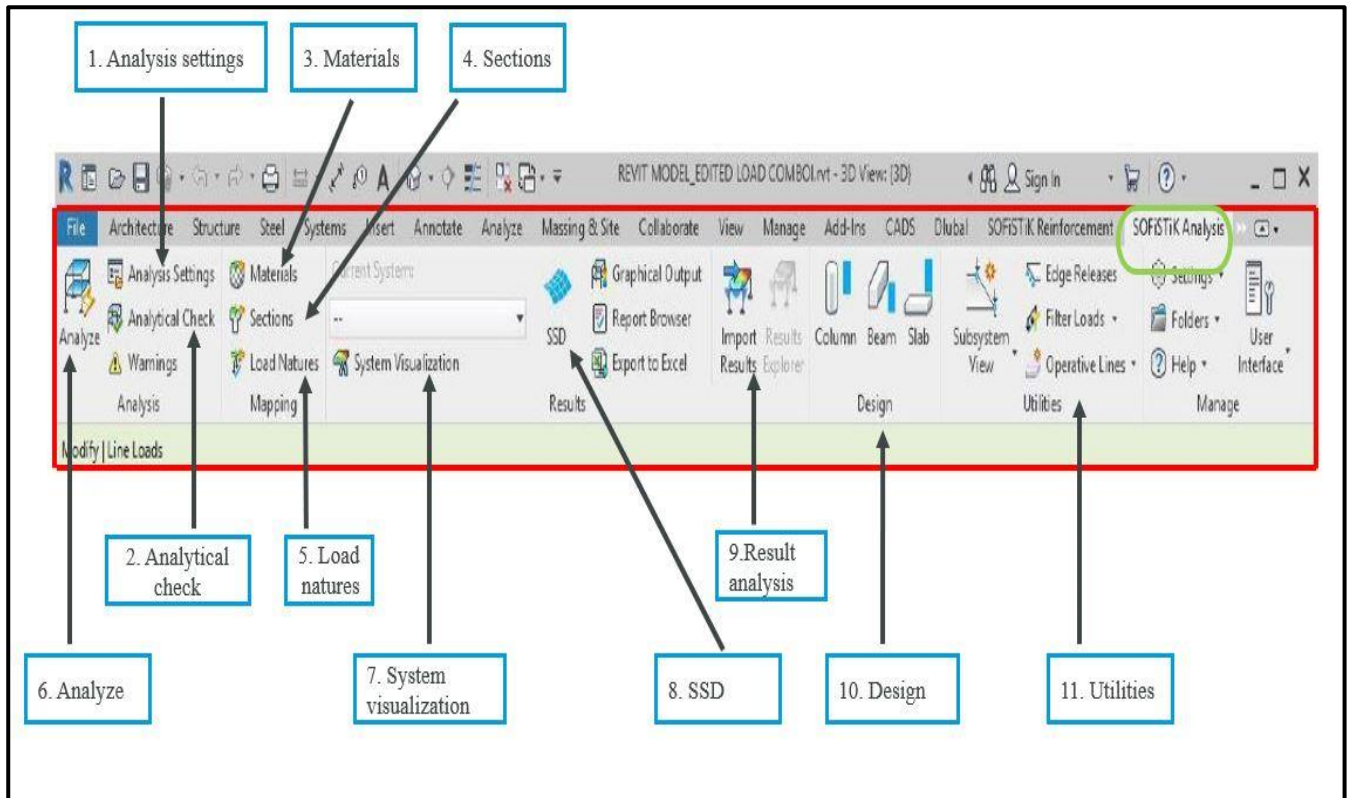 1. Analysis settings
3. Materials
4. Sections
REVIT MODEL_EDITED LOAD COMBO1.rvt - 3D View: {3D}
Sign In
File Architecture Structure Steel Systems Insert Annotate Analyze Massing & Site Collaborate View Manage Add-Ins CADS Dlubal SOFiSTiK Reinforcement SOFiSTiK Analysis
Analysis Settings Materials Current System: Graphical Output Edge Releases Settings
Analytical Check Sections -- Report Browser Filter Loads Folders
Analyze SSD Import Results Column Beam Slab Subsystem User
Warnings Load Natures System Visualization Export to Excel Results Explorer View Operative Lines Help Interface
Analysis Mapping Results Design Utilities Manage
Modify | Line Loads
2. Analytical
check
5. Load
natures
9.Result
analysis
6. Analyze
7. System
visualization
8. SSD
10. Design
11. Utilities